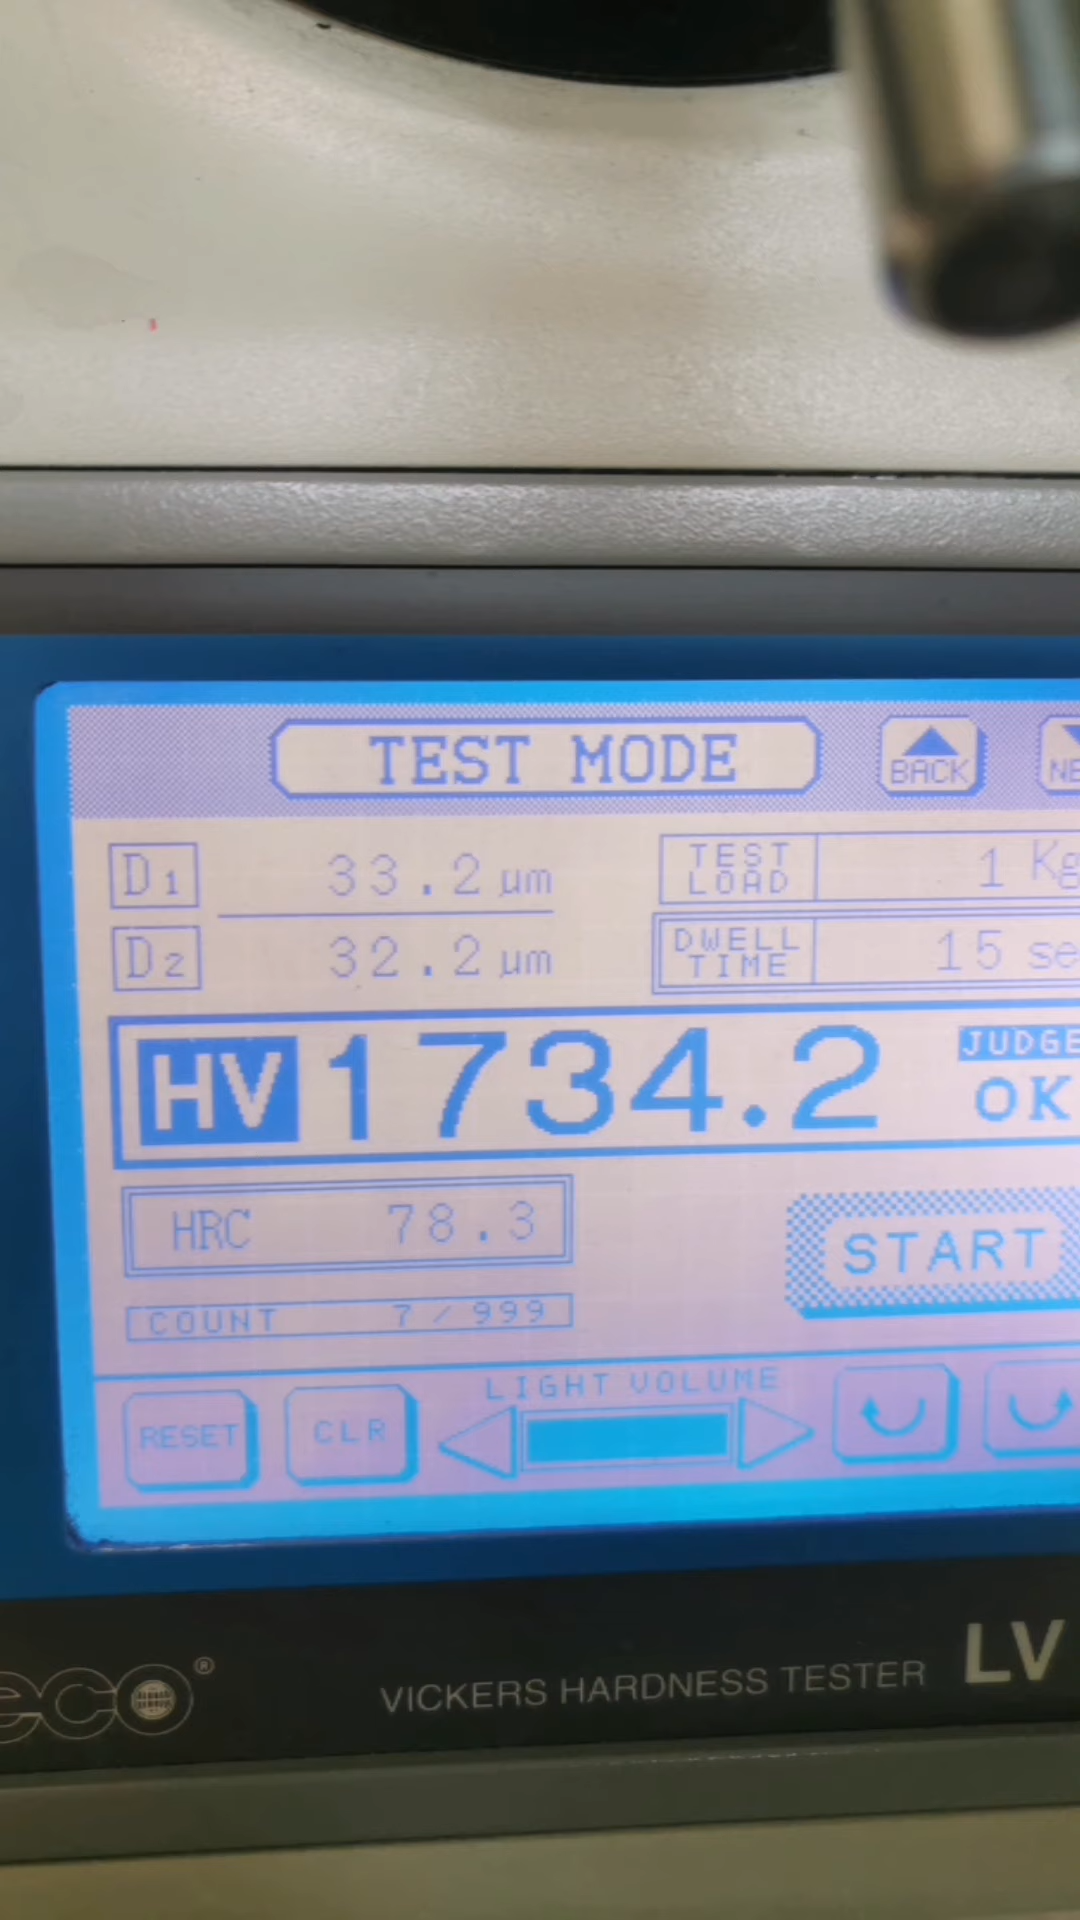 TEST MODE
BACK
D1 33.2 µm
TEST LOAD 1 Kg
D2 32.2 µm
DWELL TIME 15 se
HV 1734.2
JUDGE
OK
HRC 78.3
START
COUNT 7 / 999
LIGHT VOLUME
RESET CLR
eco®
VICKERS HARDNESS TESTER LV